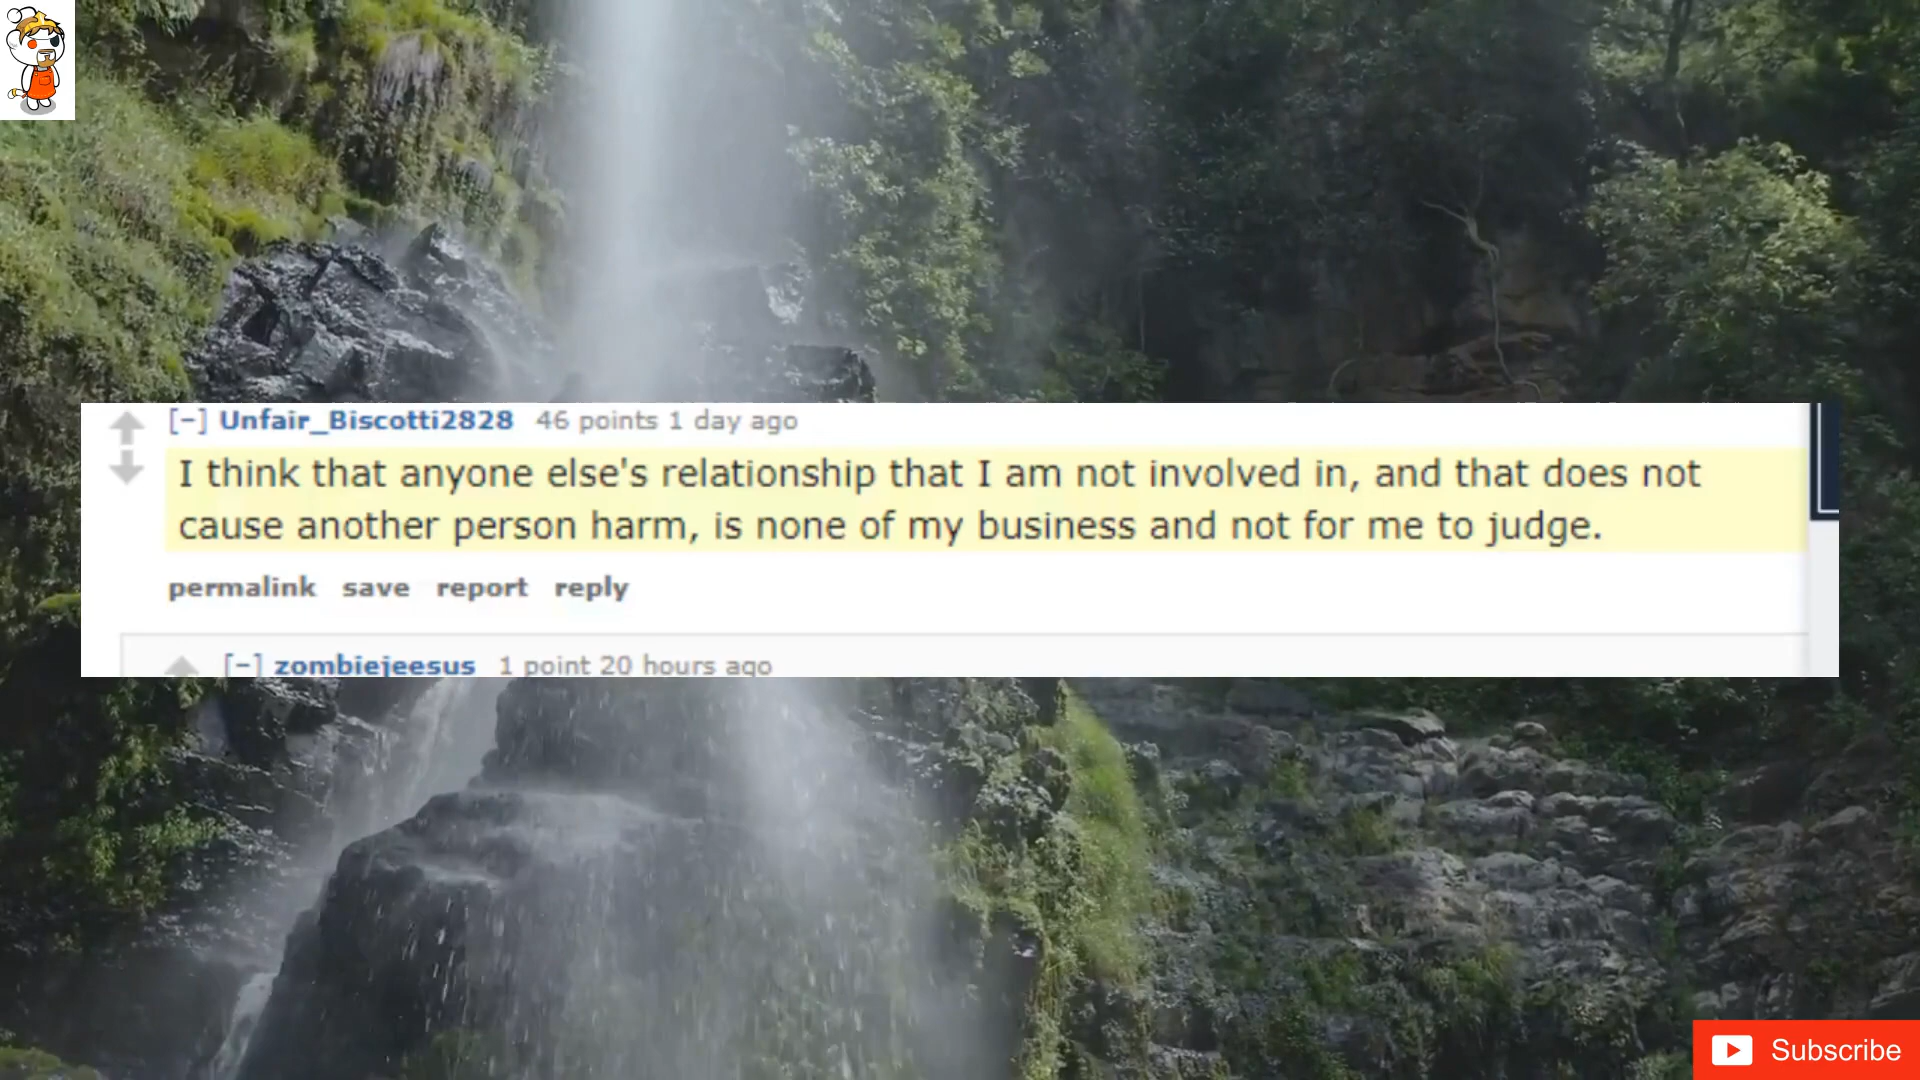 [−] Unfair_Biscotti2828 46 points 1 day ago
I think that anyone else's relationship that I am not involved in, and that does not
cause another person harm, is none of my business and not for me to judge.
permalink save report reply
[−] zombiejeesus 1 point 20 hours ago
Subscribe